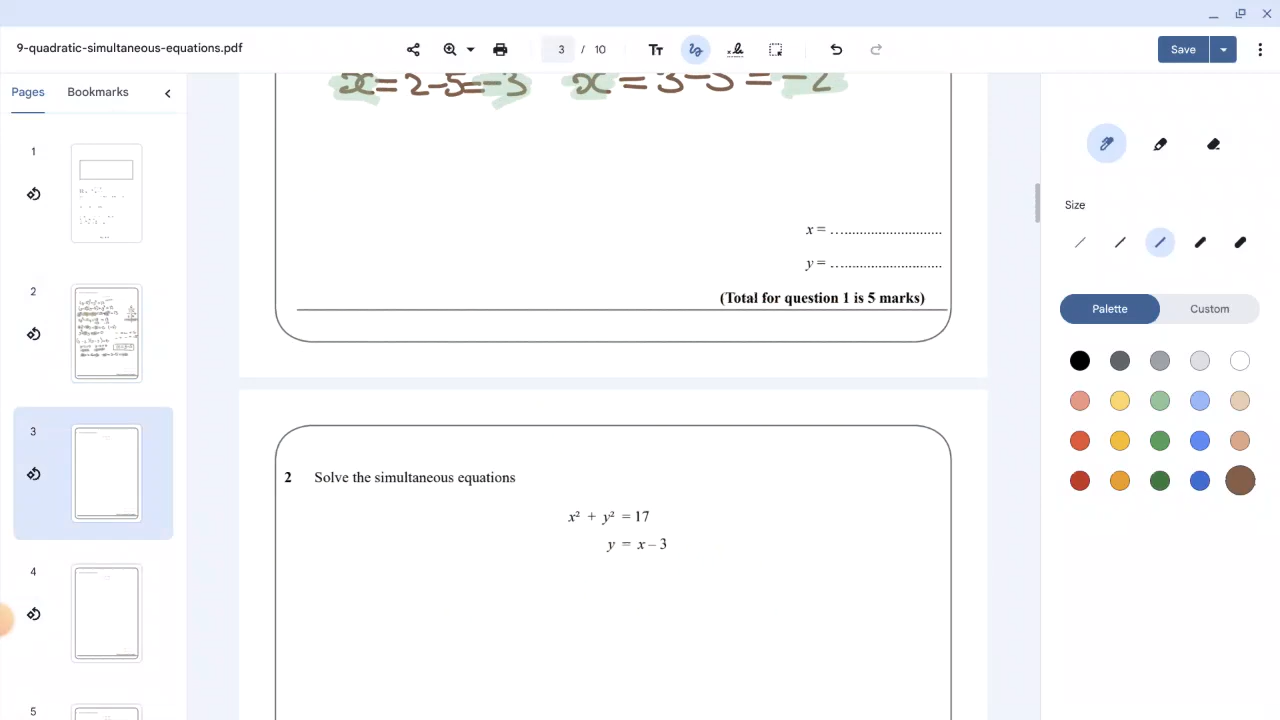 9-quadratic-simultaneous-equations.pdf
3 / 10
Save
Pages
Bookmarks
1
2
3
4
5
x = 2-5 = -3 x = 3-5 = -2
x = ..............................
y = ..............................
(Total for question 1 is 5 marks)
2 Solve the simultaneous equations
x² + y² = 17
y = x – 3
Size
Palette
Custom